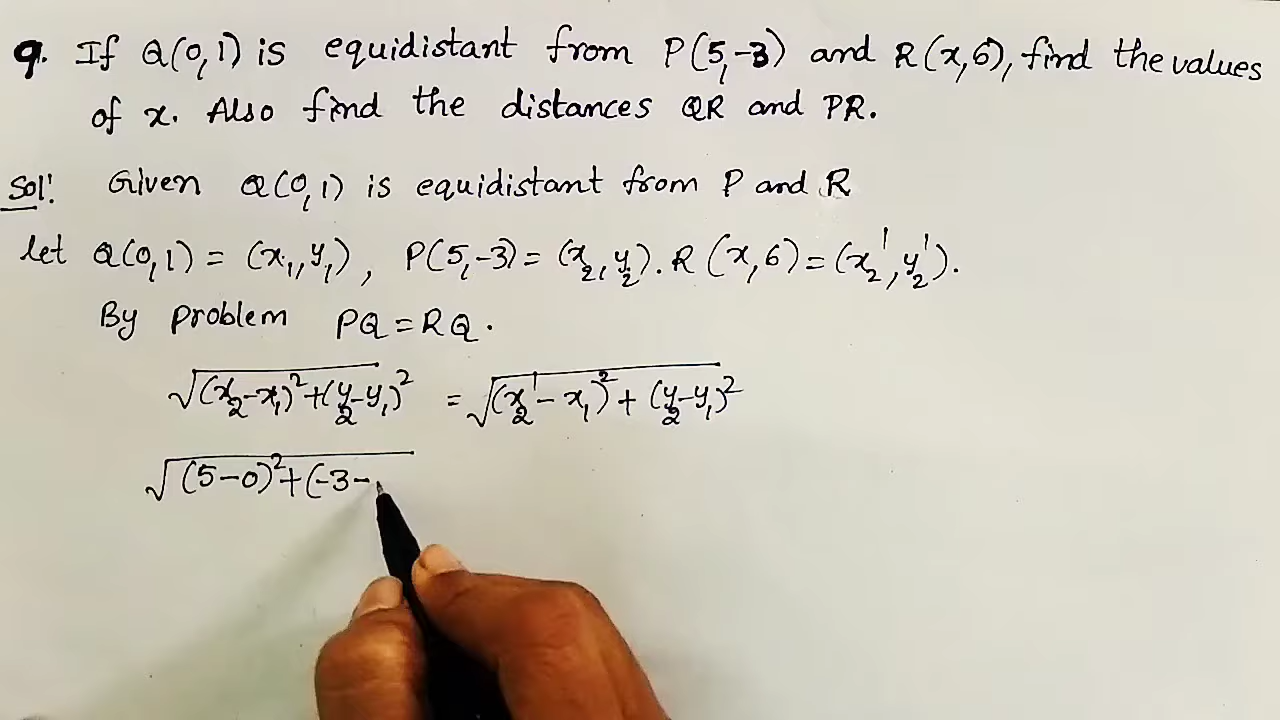 9. If Q(0,1) is equidistant from P(5,-3) and R(x,6), find the values
of x. Also find the distances QR and PR.
Sol: Given Q(0,1) is equidistant from P and R
let Q(0,1) = (x₁,y₁), P(5,-3) = (x₂,y₂). R(x,6) = (x₂',y₂').
By problem PQ = RQ.
√(x₂-x₁)²+(y₂-y₁)² = √(x₂'-x₁)²+(y₂-y₁)²
√(5-0)²+(-3-